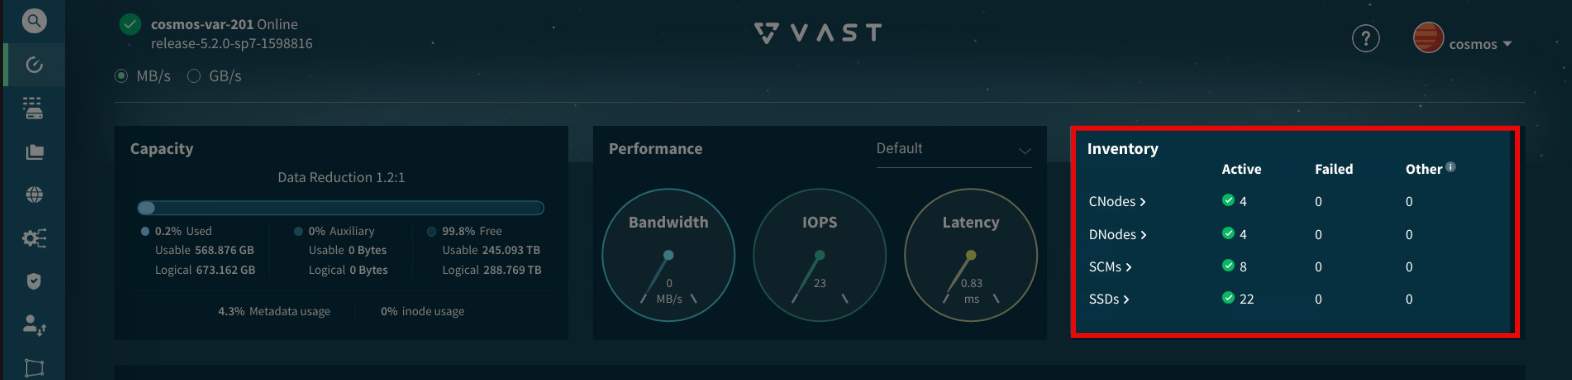 cosmos-var-201 Online
release-5.2.0-sp7-1598816
VAST
?
cosmos
MB/s GB/s
Capacity
Data Reduction 1.2:1
0.2% Used
Usable 568.876 GB
Logical 673.162 GB
0% Auxiliary
Usable 0 Bytes
Logical 0 Bytes
99.8% Free
Usable 245.093 TB
Logical 288.769 TB
4.3% Metadata usage
0% inode usage
Performance
Default
Bandwidth
0
MB/s
IOPS
23
Latency
0.83
ms
Inventory
Active Failed Other i
CNodes > 4 0 0
DNodes > 4 0 0
SCMs > 8 0 0
SSDs > 22 0 0